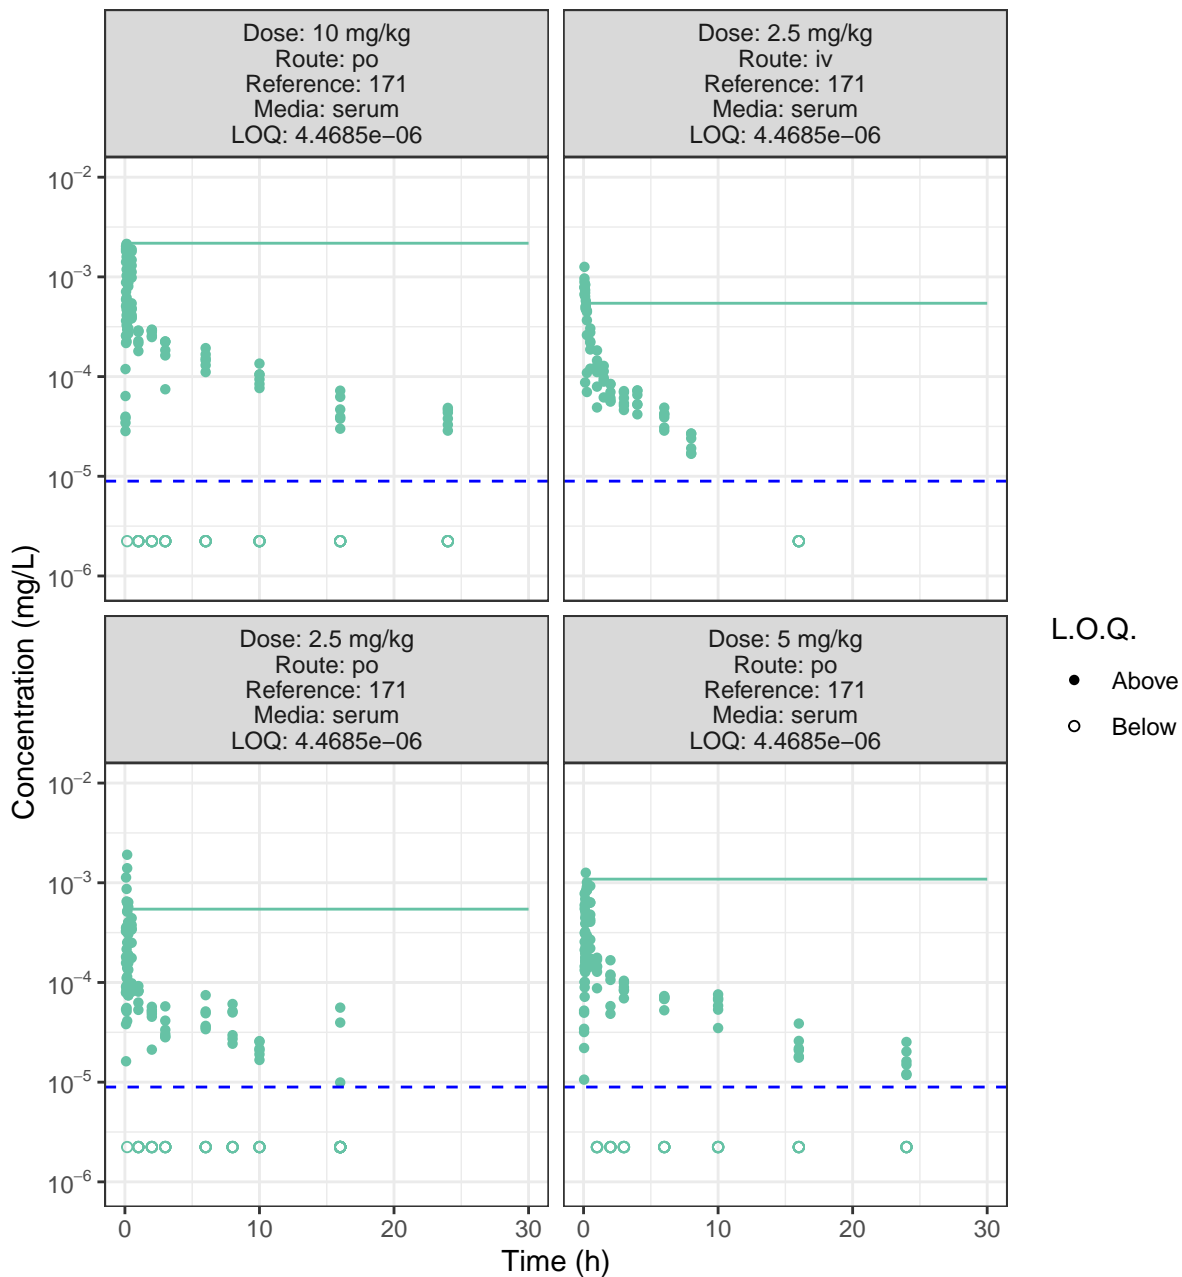 Dose: 10 mg/kg
Route: po
Reference: 171
Media: serum
LOQ: 4.4685e−06
Dose: 2.5 mg/kg
Route: iv
Reference: 171
Media: serum
LOQ: 4.4685e−06
10⁻²
10⁻³
10⁻⁴
10⁻⁵
10⁻⁶
Dose: 2.5 mg/kg
Route: po
Reference: 171
Media: serum
LOQ: 4.4685e−06
Dose: 5 mg/kg
Route: po
Reference: 171
Media: serum
LOQ: 4.4685e−06
10⁻²
10⁻³
10⁻⁴
10⁻⁵
10⁻⁶
0 10 20 30
0 10 20 30
Time (h)
Concentration (mg/L)
L.O.Q.
Above
Below